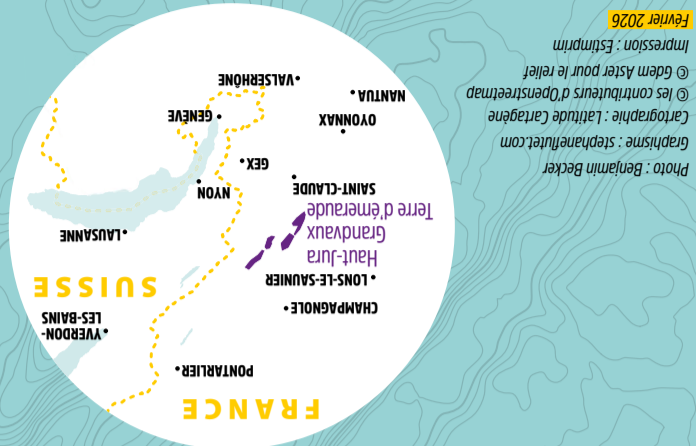 FRANCE
PONTARLIER
YVERDON-
LES-BAINS
CHAMPAGNOLE
SUISSE
LONS-LE-SAUNIER
Haut-Jura
Grandvaux
Terre d'émeraude
LAUSANNE
SAINT-CLAUDE
NYON
GEX
OYONNAX
GENÈVE
NANTUA
VALSERHÔNE
Photo : Benjamin Becker
Graphisme : stephaneflutet.com
Cartographie : Latitude Cartagène
© les contributeurs d'OpenStreetmap
© Gdem Aster pour le relief
Impression : Estimprim
Février 2026